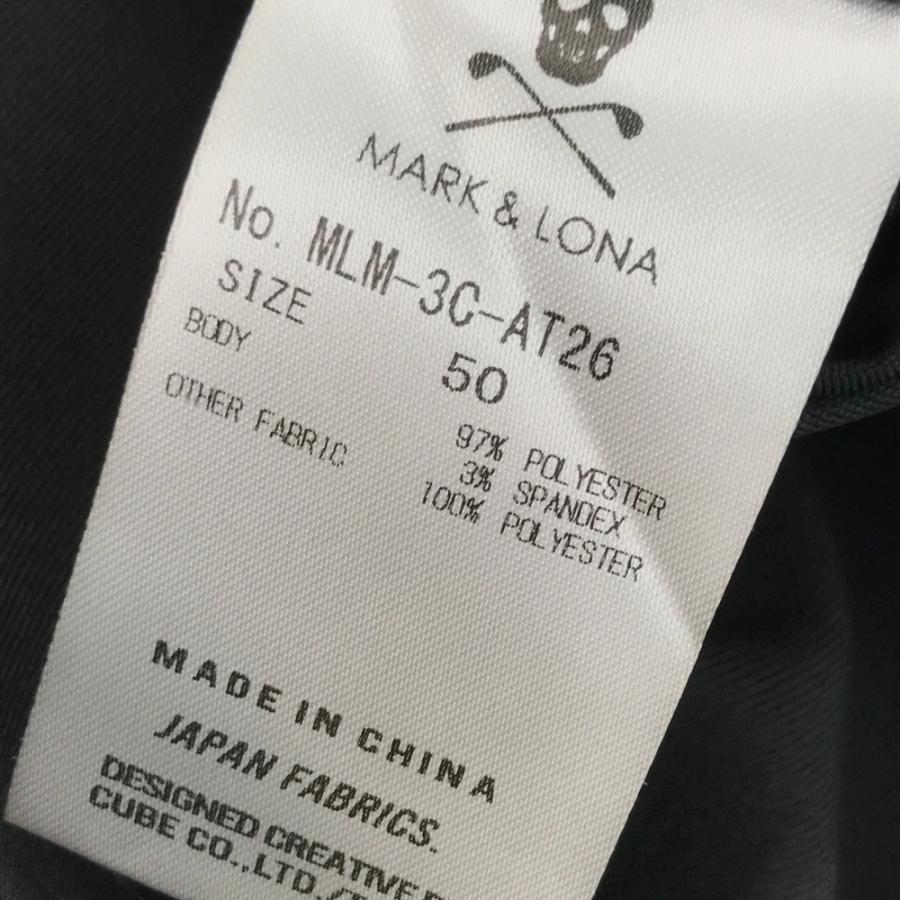 MARK & LONA
No. MLM-3C-AT26
SIZE 50
BODY 97% POLYESTER
3% SPANDEX
OTHER FABRIC 100% POLYESTER
MADE IN CHINA
JAPAN FABRICS.
DESIGNED CREATIVE
CUBE CO.,LTD.